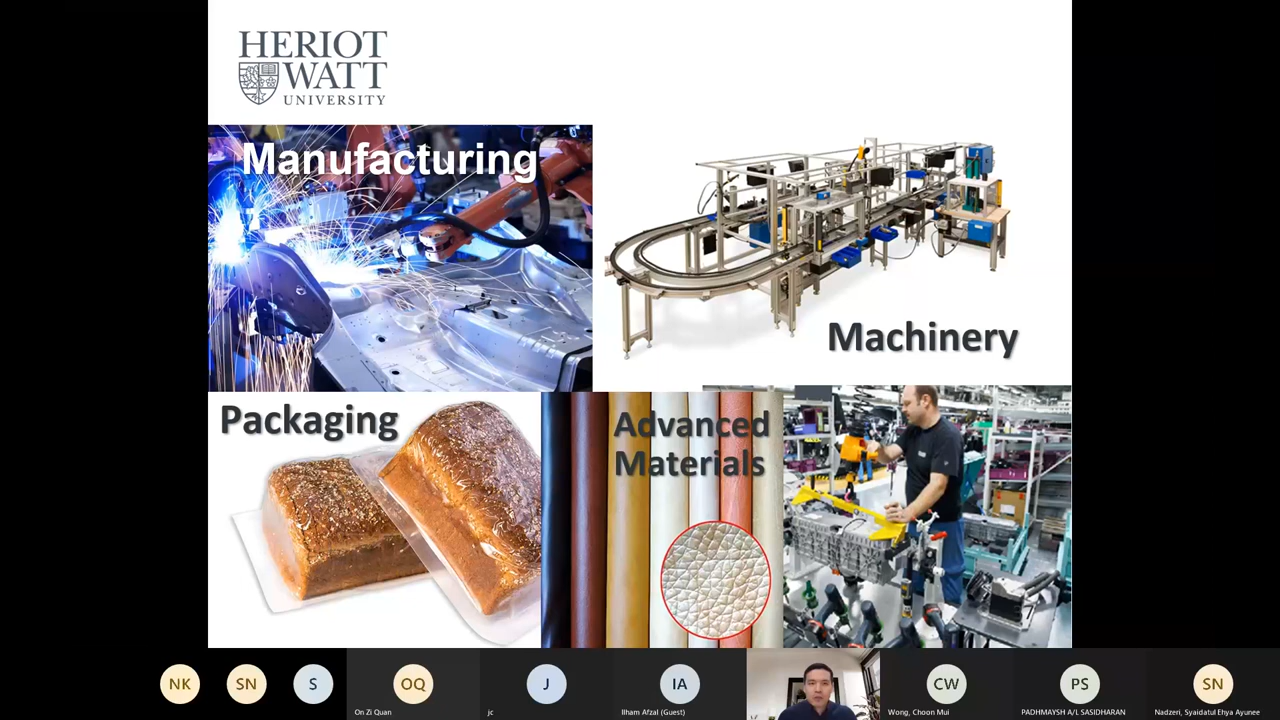 HERIOT
WATT
UNIVERSITY
Manufacturing
Machinery
Packaging
Advanced
Materials
NK
SN
S
OQ
J
IA
CW
PS
SN
On Zi Quan
jc
Ilham Afzal (Guest)
Wong, Choon Mui
PADHMAYSH A/L SASIDHARAN
Nadzeri, Syaidatul Ehya Ayunee